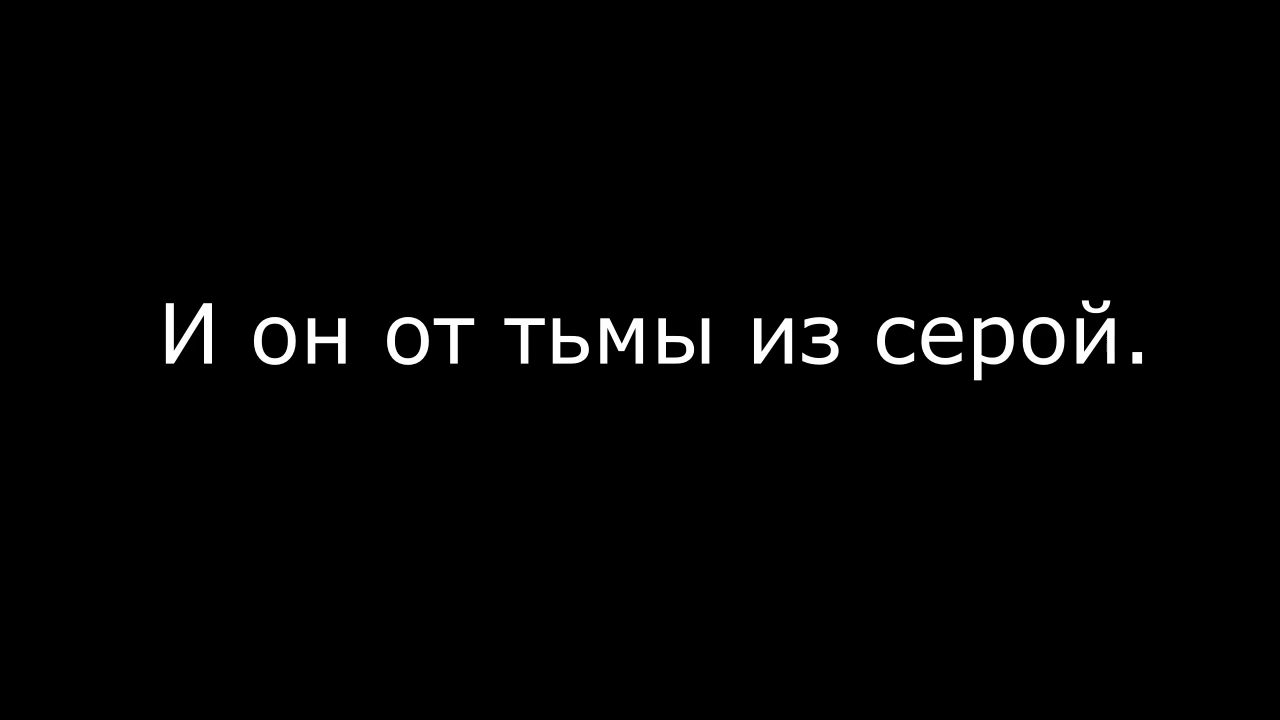 И он от тьмы из серой.